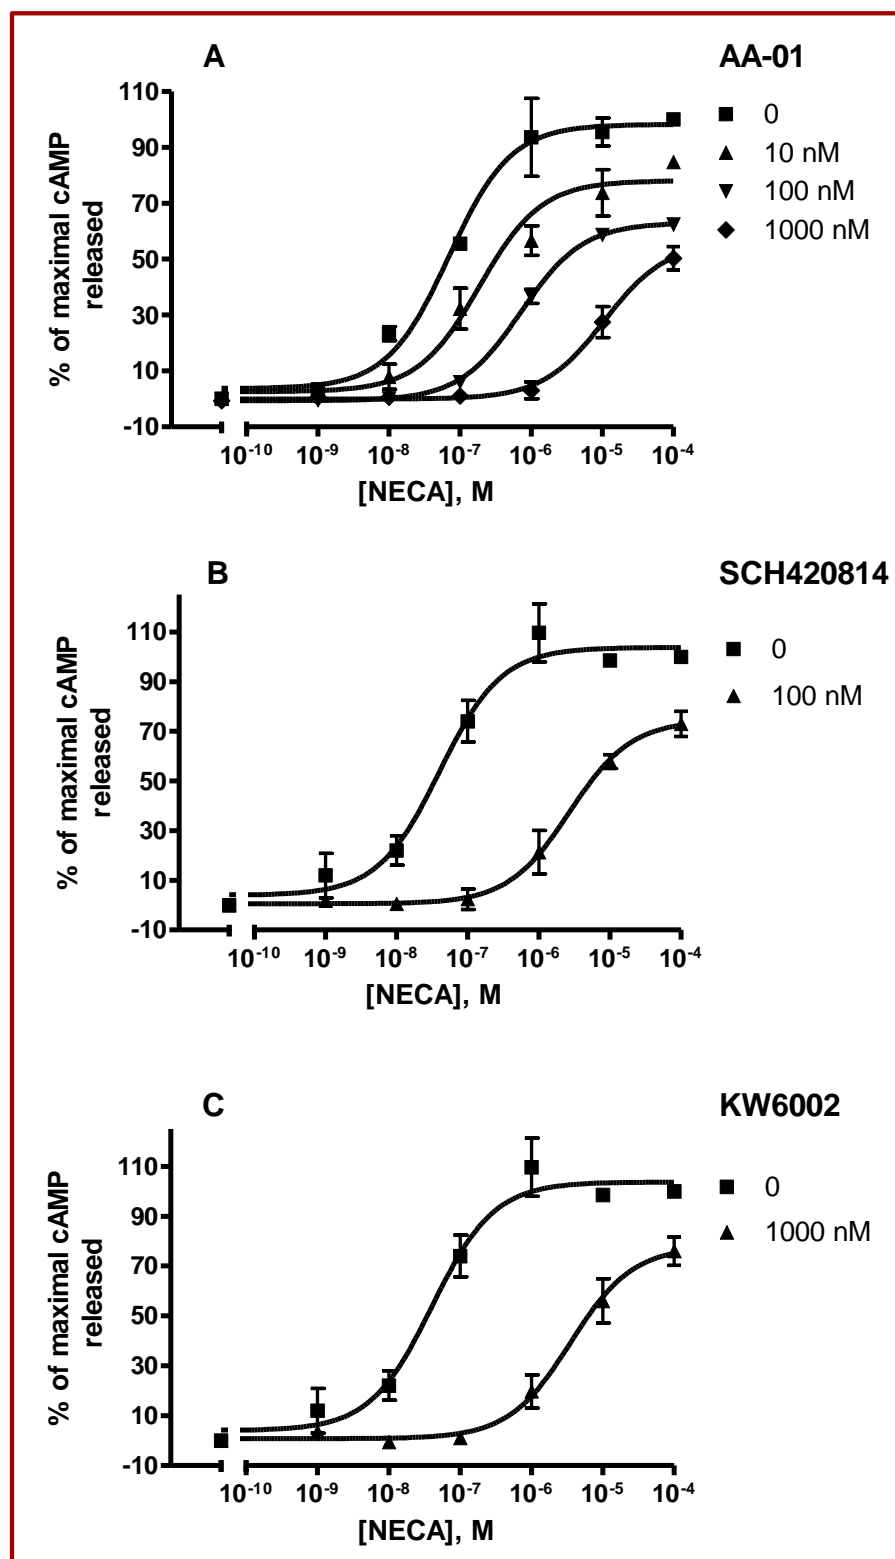 A
AA-01
% of maximal cAMP
released
110
90
70
50
30
10
-10
0
10 nM
100 nM
1000 nM
10⁻¹⁰ 10⁻⁹ 10⁻⁸ 10⁻⁷ 10⁻⁶ 10⁻⁵ 10⁻⁴
[NECA], M
B
SCH420814
% of maximal cAMP
released
110
90
70
50
30
10
-10
0
100 nM
10⁻¹⁰ 10⁻⁹ 10⁻⁸ 10⁻⁷ 10⁻⁶ 10⁻⁵ 10⁻⁴
[NECA], M
C
KW6002
% of maximal cAMP
released
110
90
70
50
30
10
-10
0
1000 nM
10⁻¹⁰ 10⁻⁹ 10⁻⁸ 10⁻⁷ 10⁻⁶ 10⁻⁵ 10⁻⁴
[NECA], M